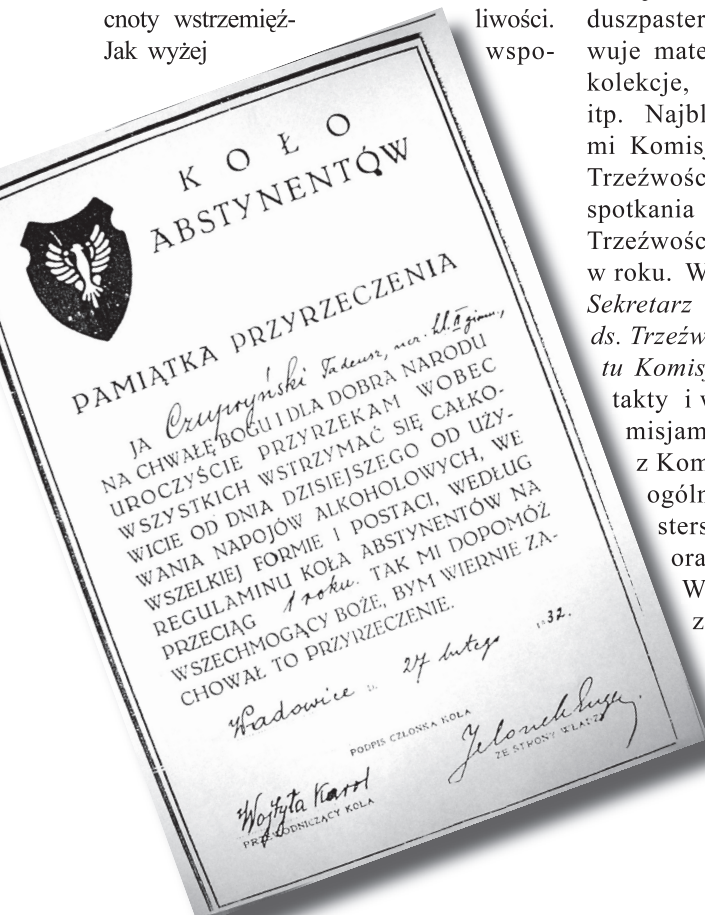 cnoty wstrzemięź-
liwości.
Jak wyżej
wspo-
KOŁO
ABSTYNENTÓW
PAMIĄTKA PRZYRZECZENIA
JA Czupryński Tadeusz, ucz. kl. II gimn.,
NA CHWAŁĘ BOGU I DLA DOBRA NARODU
UROCZYŚCIE PRZYRZEKAM WOBEC
WSZYSTKICH WSTRZYMAĆ SIĘ CAŁKO-
WICIE OD DNIA DZISIEJSZEGO OD UŻY-
WANIA NAPOJÓW ALKOHOLOWYCH, WE
WSZELKIEJ FORMIE I POSTACI, WEDŁUG
REGULAMINU KOŁA ABSTYNENTÓW NA
PRZECIĄG 1 roku. TAK MI DOPOMÓŻ
WSZECHMOGĄCY BOŻE, BYM WIERNIE ZA-
CHOWAŁ TO PRZYRZECZENIE.
Wadowice 27 lutego 1932.
PODPIS CZŁONKA KOŁA
Jelonek
ZE STRONY WŁADZ
Wojtyła Karol
PRZEWODNICZĄCY KOŁA
duszpaster
wuje mate
kolekcje,
itp. Najbl
mi Komisj
Trzeźwośc
spotkania
Trzeźwośc
w roku. W
Sekretarz
ds. Trzeźw
tu Komisj
takty i w
misjam
z Kom
ogóln
sters
ora
W
z